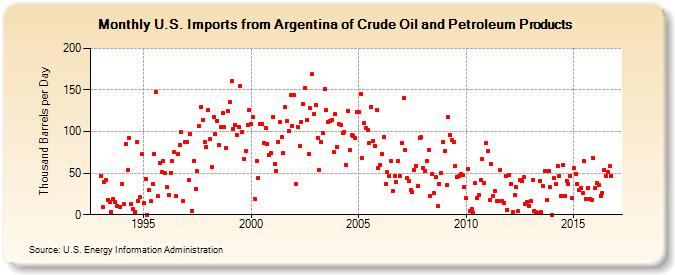 Monthly U.S. Imports from Argentina of Crude Oil and Petroleum Products
Thousand Barrels per Day
200
150
100
50
0
1995 2000 2005 2010 2015
Source: U.S. Energy Information Administration